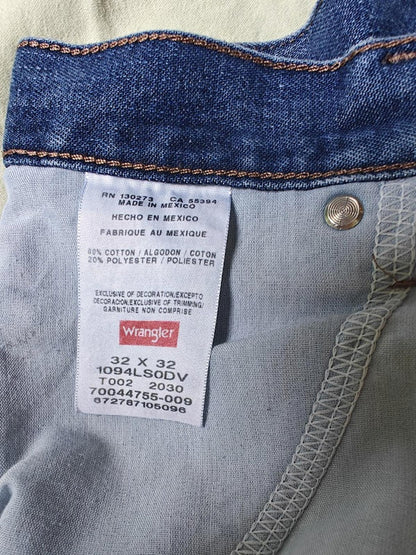 RN 130273 CA 55394
MADE IN MEXICO
HECHO EN MEXICO
FABRIQUE AU MEXIQUE
80% COTTON / ALGODON / COTON
20% POLYESTER / POLIESTER
EXCLUSIVE OF DECORATION,EXCEPTO
DECORACION,EXCLUSIVE OF TRIMMING/
GARNITURE NON COMPRISE
Wrangler
32 X 32
1094LS0DV
T002 2030
70044755-009
672787105096